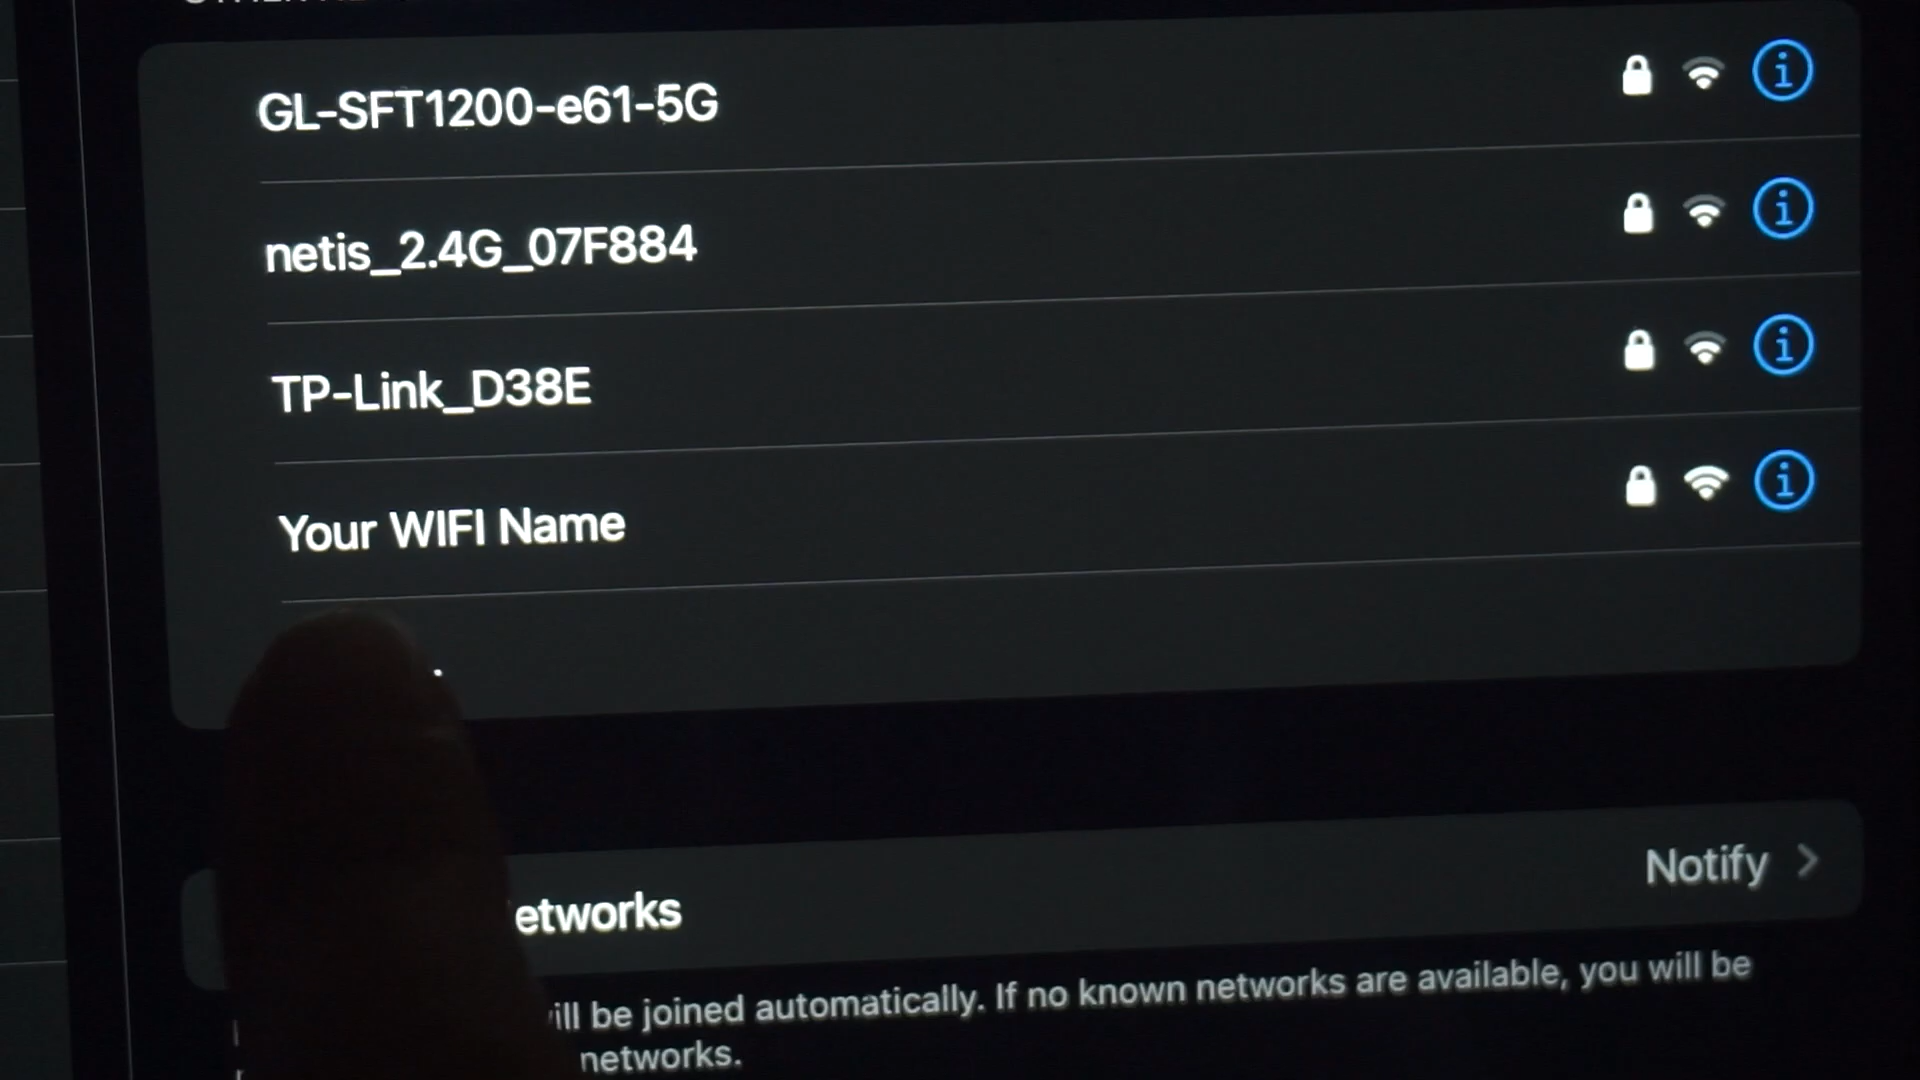 GL-SFT1200-e61-5G
netis_2.4G_07F884
TP-Link_D38E
Your WIFI Name
etworks
Notify
ill be joined automatically. If no known networks are available, you will be
networks.